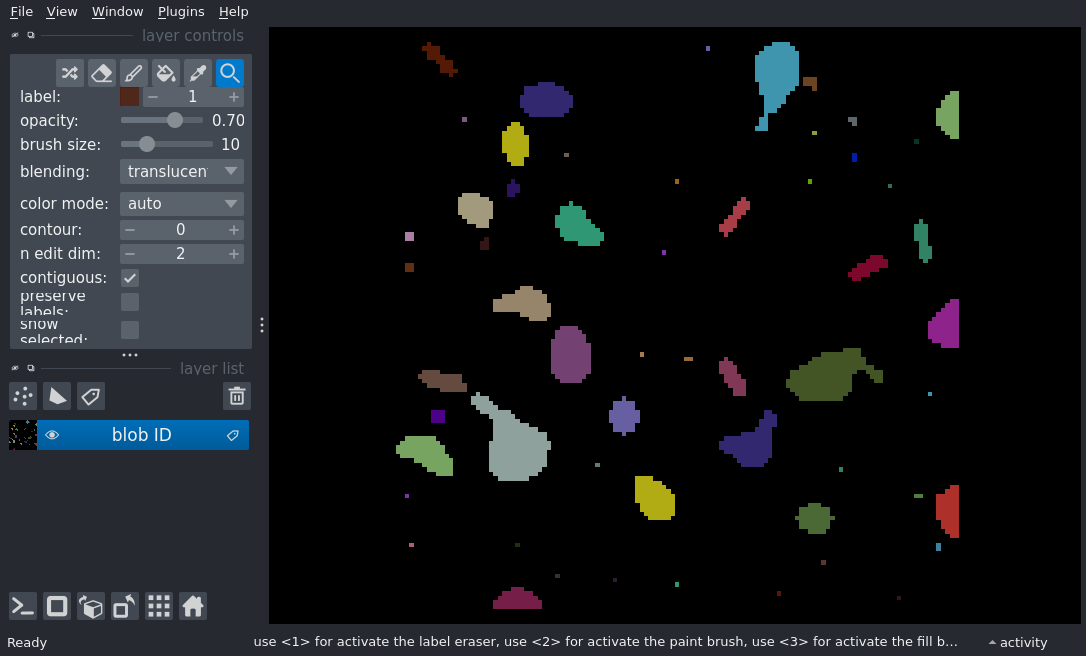 File View Window Plugins Help
layer controls
label: 1
opacity: 0.70
brush size: 10
blending: translucen
color mode: auto
contour: 0
n edit dim: 2
contiguous:
preserve
labels:
show
selected:
layer list
blob ID
Ready use <1> for activate the label eraser, use <2> for activate the paint brush, use <3> for activate the fill b... activity